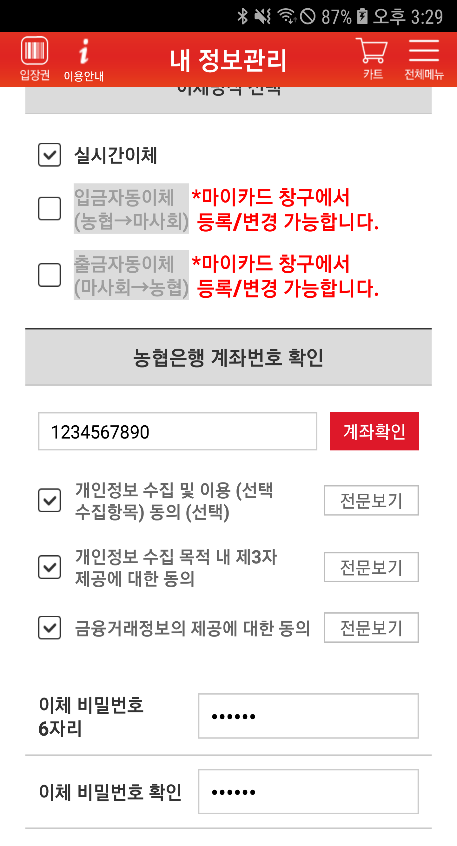 87% 오후 3:29
입장권
이용안내
내 정보관리
카트
전체메뉴
이체방식 선택
실시간이체
입금자동이체 *마이카드 창구에서
(농협→마사회) 등록/변경 가능합니다.
출금자동이체 *마이카드 창구에서
(마사회→농협) 등록/변경 가능합니다.
농협은행 계좌번호 확인
1234567890 계좌확인
개인정보 수집 및 이용 (선택
수집항목) 동의 (선택)
전문보기
개인정보 수집 목적 내 제3자
제공에 대한 동의
전문보기
금융거래정보의 제공에 대한 동의 전문보기
이체 비밀번호
6자리
••••••
이체 비밀번호 확인 ••••••